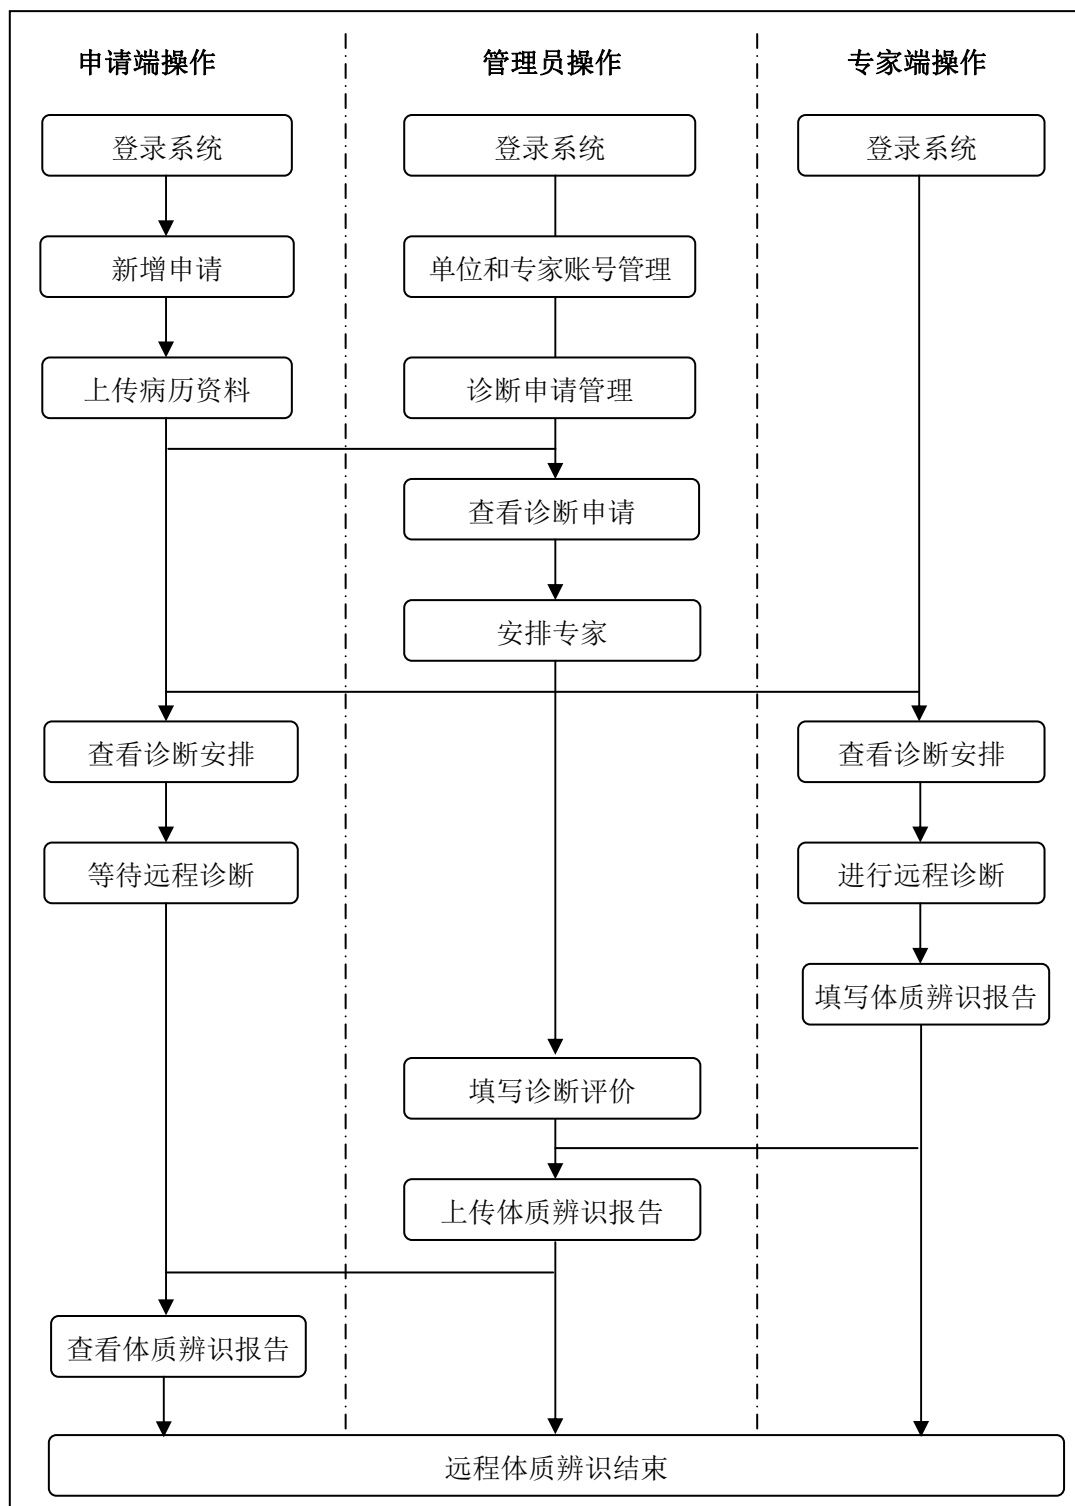 申请端操作
管理员操作
专家端操作
登录系统
登录系统
登录系统
新增申请
单位和专家账号管理
上传病历资料
诊断申请管理
查看诊断申请
安排专家
查看诊断安排
查看诊断安排
等待远程诊断
进行远程诊断
填写体质辨识报告
填写诊断评价
上传体质辨识报告
查看体质辨识报告
远程体质辨识结束